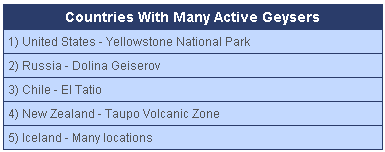 Countries With Many Active Geysers
1) United States - Yellowstone National Park
2) Russia - Dolina Geiserov
3) Chile - El Tatio
4) New Zealand - Taupo Volcanic Zone
5) Iceland - Many locations